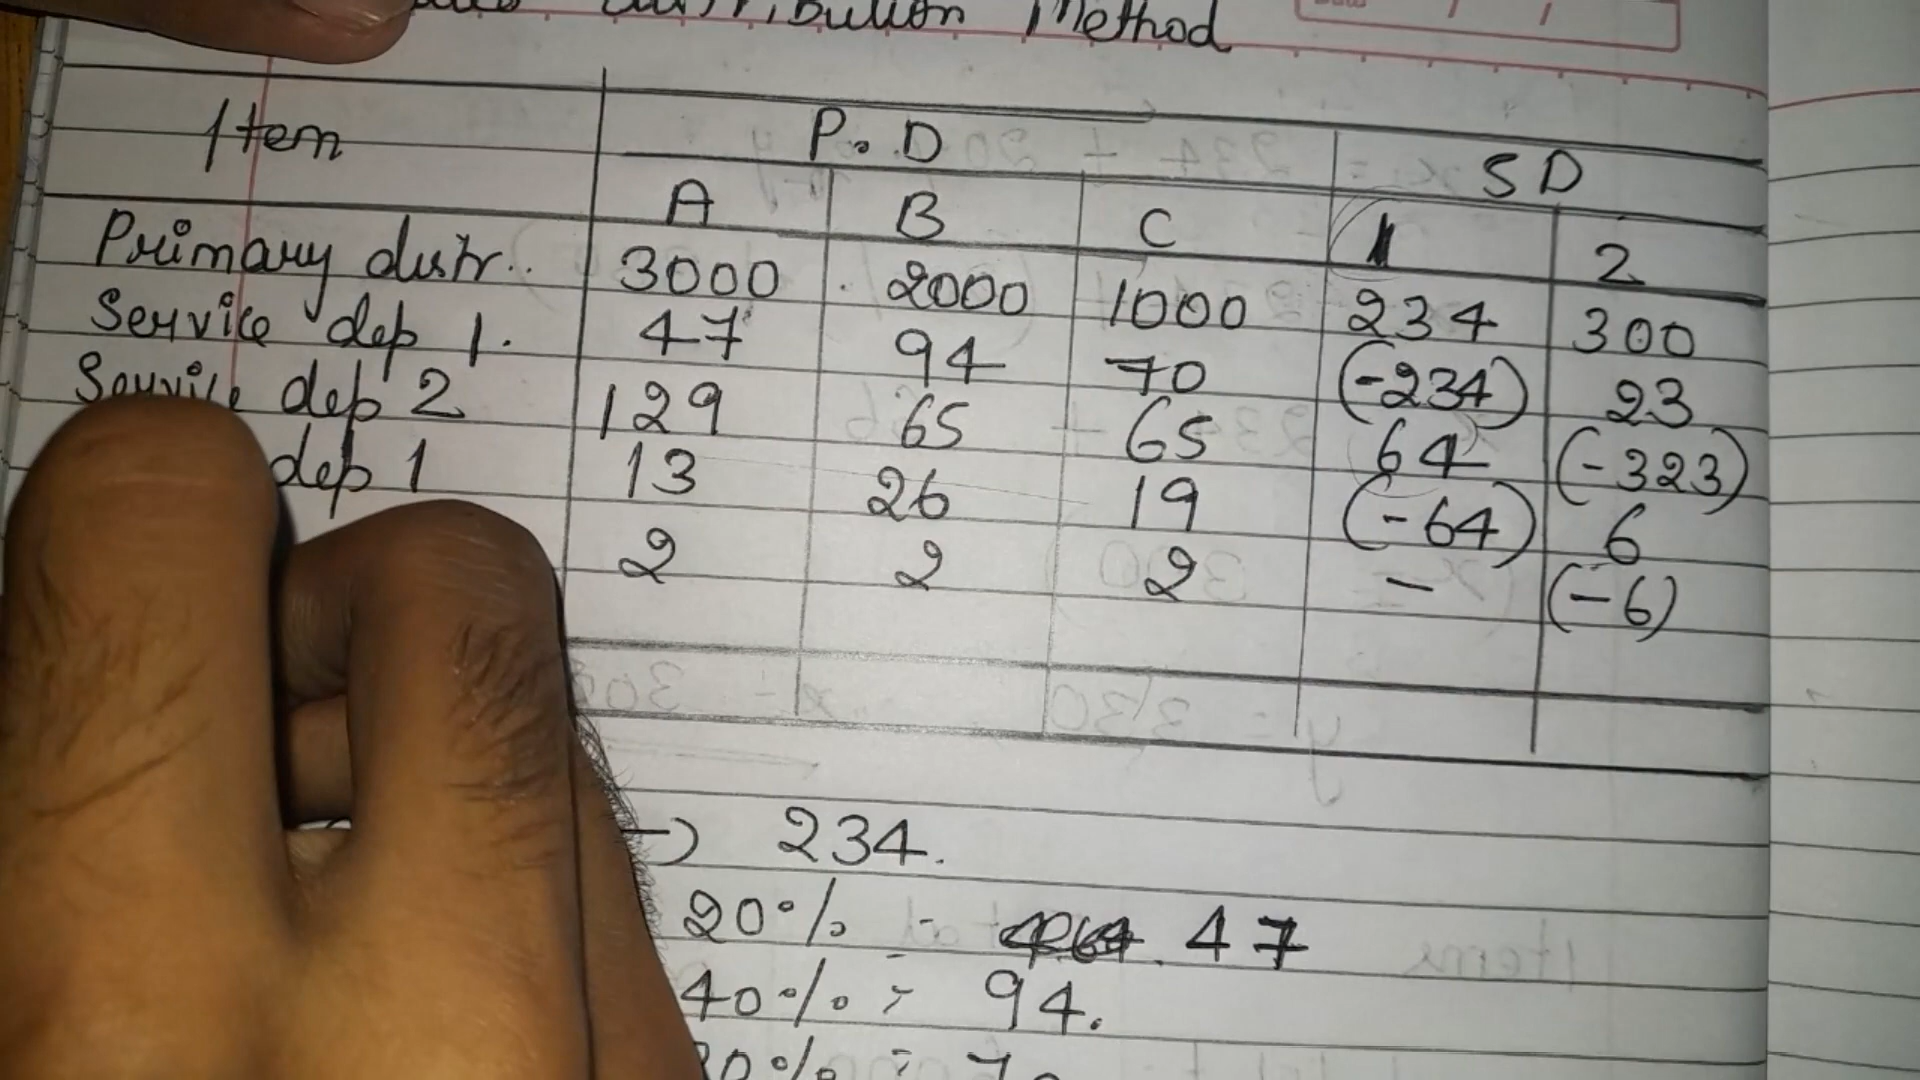 Distribution Method
Item P.D SD
A B C 1 2
Primary distr.. 3000 2000 1000 234 300
Service dep 1. 47 94 70 (-234) 23
Service dep 2 129 65 65 64 (-323)
dep 1 13 26 19 (-64) 6
2 2 2 - (-6)
→ 234.
20% - 47
40% = 94.